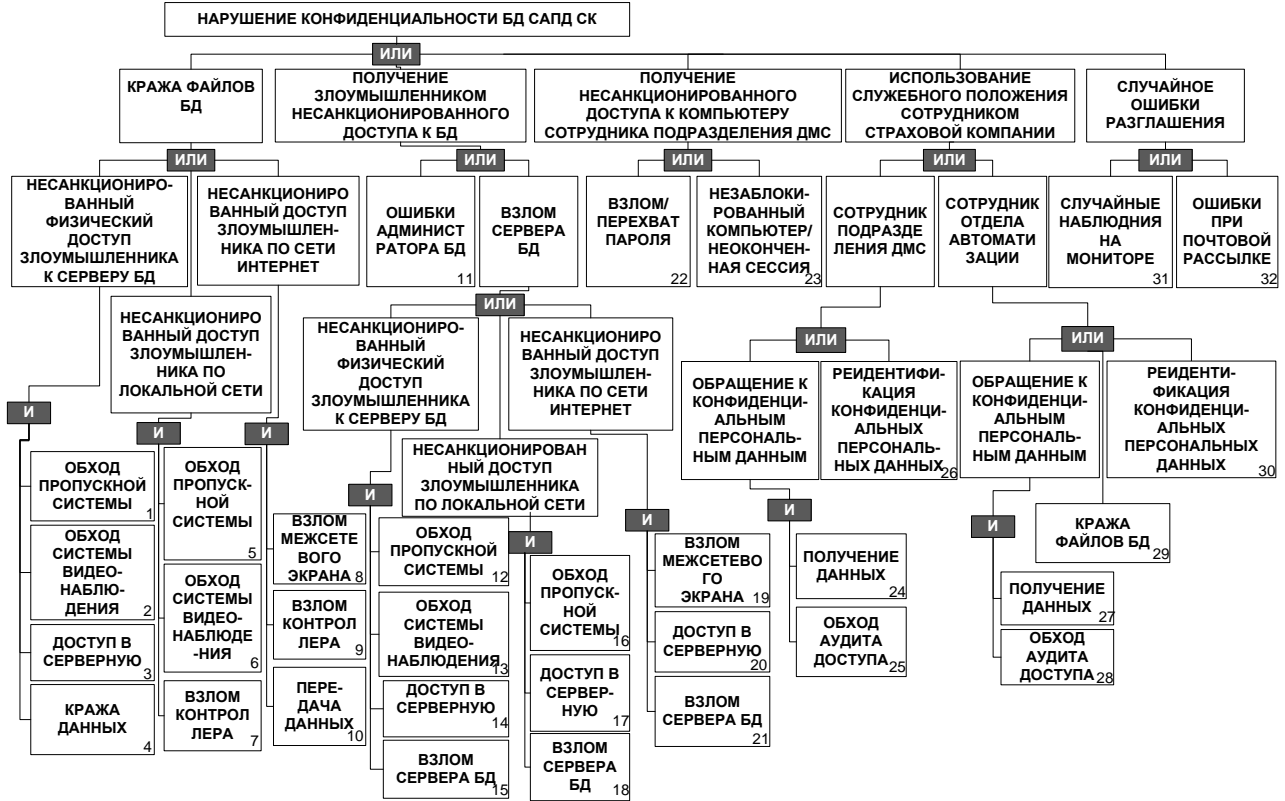 НАРУШЕНИЕ КОНФИДЕНЦИАЛЬНОСТИ БД САПД СК
ИЛИ
КРАЖА ФАЙЛОВ
БД
ПОЛУЧЕНИЕ
ЗЛОУМЫШЛЕННИКОМ
НЕСАНКЦИОНИРОВАННОГО
ДОСТУПА К БД
ПОЛУЧЕНИЕ
НЕСАНКЦИОНИРОВАННОГО
ДОСТУПА К КОМПЬЮТЕРУ
СОТРУДНИКА ПОДРАЗДЕЛЕНИЯ ДМС
ИСПОЛЬЗОВАНИЕ
СЛУЖЕБНОГО ПОЛОЖЕНИЯ
СОТРУДНИКОМ
СТРАХОВОЙ КОМПАНИИ
СЛУЧАЙНОЕ
ОШИБКИ
РАЗГЛАШЕНИЯ
ИЛИ
ИЛИ
ИЛИ
ИЛИ
ИЛИ
НЕСАНКЦИОНИРО-
ВАННЫЙ
ФИЗИЧЕСКИЙ
ДОСТУП
ЗЛОУМЫШЛЕННИКА
К СЕРВЕРУ БД
НЕСАНКЦИОНИРО
ВАННЫЙ ДОСТУП
ЗЛОУМЫШЛЕН-
НИКА ПО СЕТИ
ИНТЕРНЕТ
ОШИБКИ
АДМИНИСТ
РАТОРА БД
11
ВЗЛОМ
СЕРВЕРА
БД
ВЗЛОМ/
ПЕРЕХВАТ
ПАРОЛЯ
22
НЕЗАБЛОКИ-
РОВАННЫЙ
КОМПЬЮТЕР/
НЕОКОНЧЕН-
НАЯ СЕССИЯ
23
СОТРУДНИК
ПОДРАЗДЕ
ЛЕНИЯ ДМС
СОТРУДНИК
ОТДЕЛА
АВТОМАТИ
ЗАЦИИ
СЛУЧАЙНЫЕ
НАБЛЮДНИЯ
НА
МОНИТОРЕ
31
ОШИБКИ
ПРИ
ПОЧТОВОЙ
РАССЫЛКЕ
32
НЕСАНКЦИОНИРО
ВАННЫЙ ДОСТУП
ЗЛОУМЫШЛЕН-
НИКА ПО
ЛОКАЛЬНОЙ СЕТИ
ИЛИ
НЕСАНКЦИОНИРО-
ВАННЫЙ
ФИЗИЧЕСКИЙ
ДОСТУП
ЗЛОУМЫШЛЕННИКА
К СЕРВЕРУ БД
НЕСАНКЦИОНИРО
ВАННЫЙ ДОСТУП
ЗЛОУМЫШЛЕН-
НИКА ПО СЕТИ
ИНТЕРНЕТ
НЕСАНКЦИОНИРОВАН
НЫЙ ДОСТУП
ЗЛОУМЫШЛЕННИКА
ПО ЛОКАЛЬНОЙ СЕТИ
ИЛИ
ОБРАЩЕНИЕ К
КОНФИДЕНЦИ-
АЛЬНЫМ
ПЕРСОНАЛЬ-
НЫМ ДАННЫМ
РЕИДЕНТИФИ-
КАЦИЯ
КОНФИДЕНЦИ-
АЛЬНЫХ
ПЕРСОНАЛЬ-
НЫХ ДАННЫХ
26
ИЛИ
ОБРАЩЕНИЕ К
КОНФИДЕНЦИ-
АЛЬНЫМ
ПЕРСОНАЛЬ-
НЫМ ДАННЫМ
РЕИДЕНТИ-
ФИКАЦИЯ
КОНФИДЕНЦИ-
АЛЬНЫХ
ПЕРСОНАЛЬНЫХ
ДАННЫХ
30
И
ОБХОД
ПРОПУСКНОЙ
СИСТЕМЫ
1
ОБХОД
СИСТЕМЫ
ВИДЕО-
НАБЛЮ-
ДЕНИЯ
2
ДОСТУП В
СЕРВЕРНУЮ
3
КРАЖА
ДАННЫХ
4
И
ОБХОД
ПРОПУСК-
НОЙ
СИСТЕМЫ
5
ОБХОД
СИСТЕМЫ
ВИДЕО-
НАБЛЮДЕ
-НИЯ
6
ВЗЛОМ
КОНТРОЛ
ЛЕРА
7
И
ВЗЛОМ
МЕЖСЕТЕ
ВОГО
ЭКРАНА
8
ВЗЛОМ
КОНТРОЛ
ЛЕРА
9
ПЕРЕ-
ДАЧА
ДАННЫХ
10
И
ОБХОД
ПРОПУСКНОЙ
СИСТЕМЫ
12
ОБХОД
СИСТЕМЫ
ВИДЕО-
НАБЛЮДЕНИЯ
13
ДОСТУП В
СЕРВЕРНУЮ
14
ВЗЛОМ
СЕРВЕРА БД
15
И
ОБХОД
ПРОПУСК-
НОЙ
СИСТЕМЫ
16
ДОСТУП В
СЕРВЕР-
НУЮ
17
ВЗЛОМ
СЕРВЕРА
БД
18
И
ВЗЛОМ
МЕЖСЕТЕВО
ГО
ЭКРАНА
19
ДОСТУП В
СЕРВЕРНУЮ
20
ВЗЛОМ
СЕРВЕРА БД
21
И
ПОЛУЧЕНИЕ
ДАННЫХ
24
ОБХОД
АУДИТА
ДОСТУПА
25
И
КРАЖА
ФАЙЛОВ БД
29
ПОЛУЧЕНИЕ
ДАННЫХ
27
ОБХОД
АУДИТА
ДОСТУПА
28